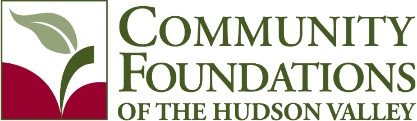 COMMUNITY
FOUNDATIONS
OF THE HUDSON VALLEY